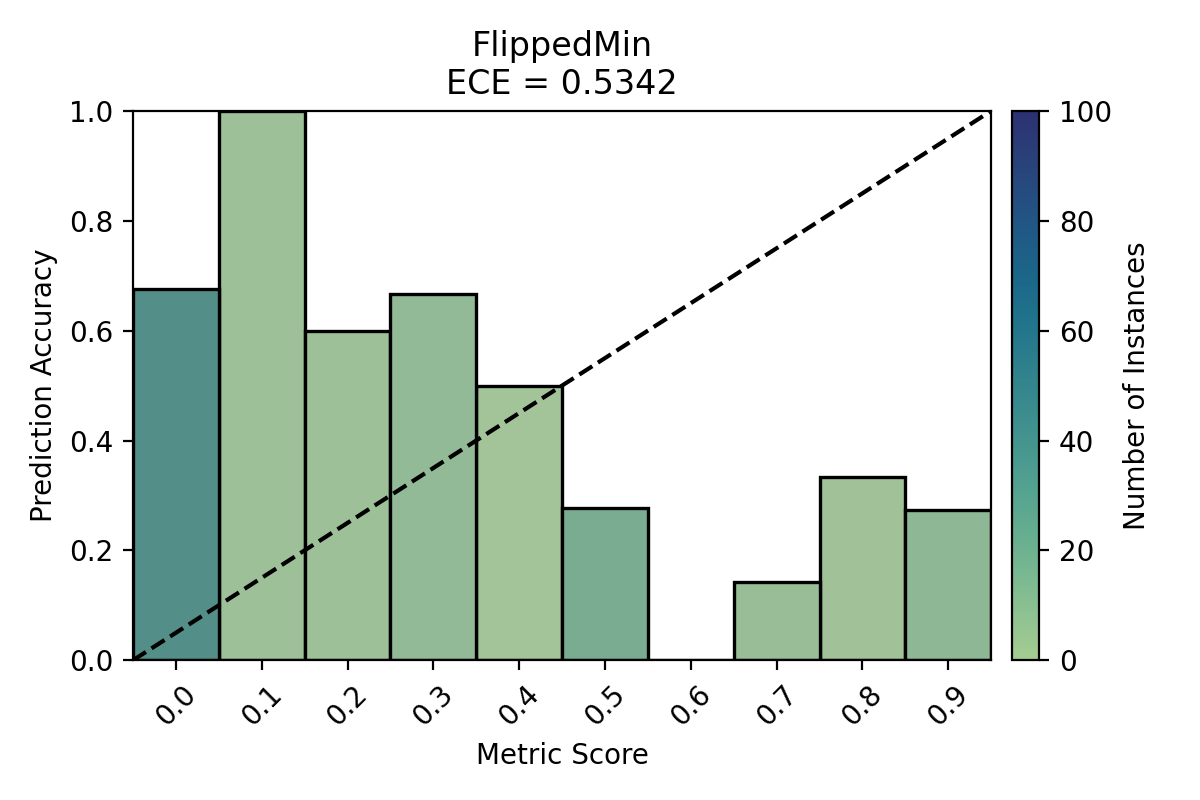 FlippedMin
ECE = 0.5342
Prediction Accuracy
1.0
0.8
0.6
0.4
0.2
0.0
0.0 0.1 0.2 0.3 0.4 0.5 0.6 0.7 0.8 0.9
Metric Score
100
80
60
40
20
0
Number of Instances